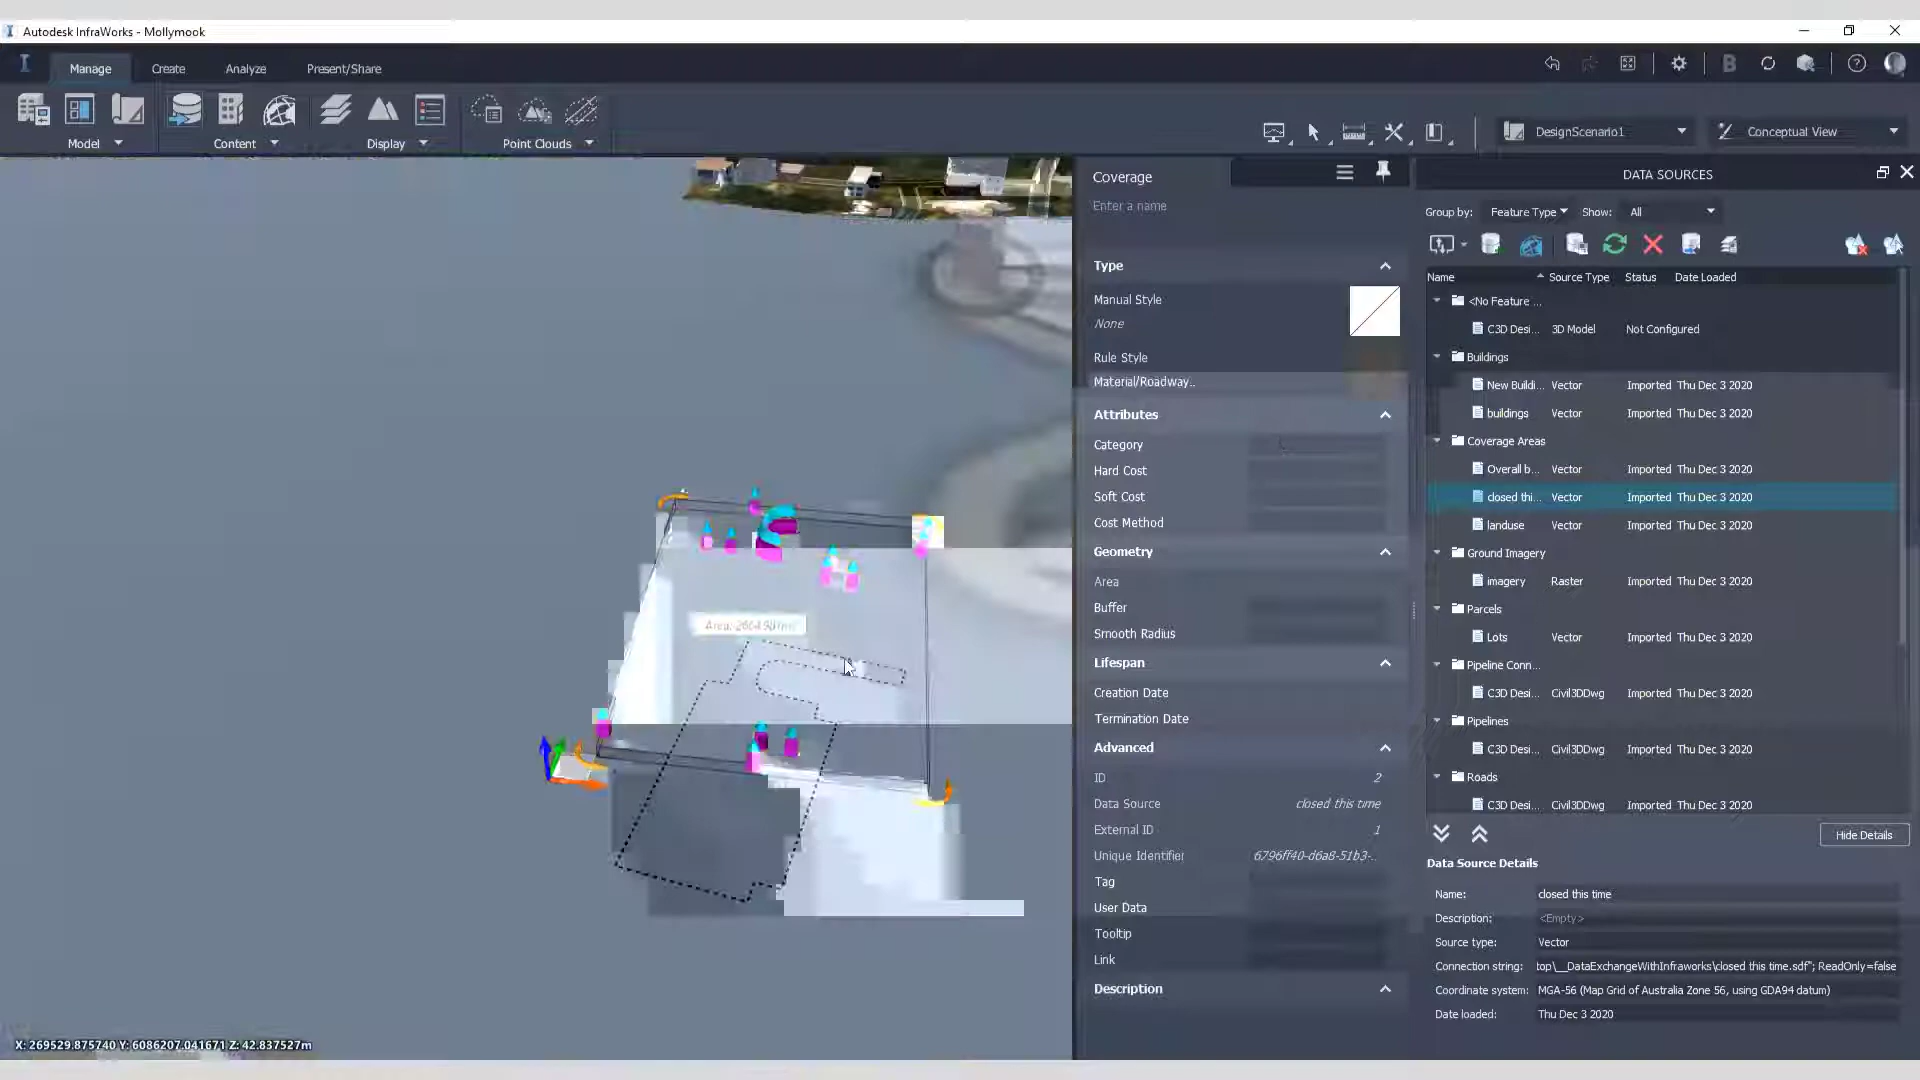 Autodesk InfraWorks - Mollymook
Manage Create Analyze Present/Share
Model Content Display Point Clouds
DesignScenario1 Conceptual View
Coverage
Enter a name
Type
Manual Style
None
Rule Style
Material/Roadway..
Attributes
Category
Hard Cost
Soft Cost
Cost Method
Geometry
Area
Buffer
Smooth Radius
Lifespan
Creation Date
Termination Date
Advanced
ID 2
Data Source closed this time
External ID 1
Unique Identifier 6796ff40-d6a8-51b3-..
Tag
User Data
Tooltip
Link
Description
DATA SOURCES
Group by: Feature Type Show: All
Name Source Type Status Date Loaded
<No Feature ...
C3D Desi... 3D Model Not Configured
Buildings
New Buildi... Vector Imported Thu Dec 3 2020
buildings Vector Imported Thu Dec 3 2020
Coverage Areas
Overall b... Vector Imported Thu Dec 3 2020
closed thi... Vector Imported Thu Dec 3 2020
landuse Vector Imported Thu Dec 3 2020
Ground Imagery
imagery Raster Imported Thu Dec 3 2020
Parcels
Lots Vector Imported Thu Dec 3 2020
Pipeline Conn...
C3D Desi... Civil3DDwg Imported Thu Dec 3 2020
Pipelines
C3D Desi... Civil3DDwg Imported Thu Dec 3 2020
Roads
C3D Desi... Civil3DDwg Imported Thu Dec 3 2020
Hide Details
Data Source Details
Name: closed this time
Description: <Empty>
Source type: Vector
Connection string: top\__DataExchangeWithInfraworks\closed this time.sdf"; ReadOnly=false
Coordinate system: MGA-56 (Map Grid of Australia Zone 56, using GDA94 datum)
Date loaded: Thu Dec 3 2020
X: 269529.875740 Y: 6086207.041671 Z: 42.837527m